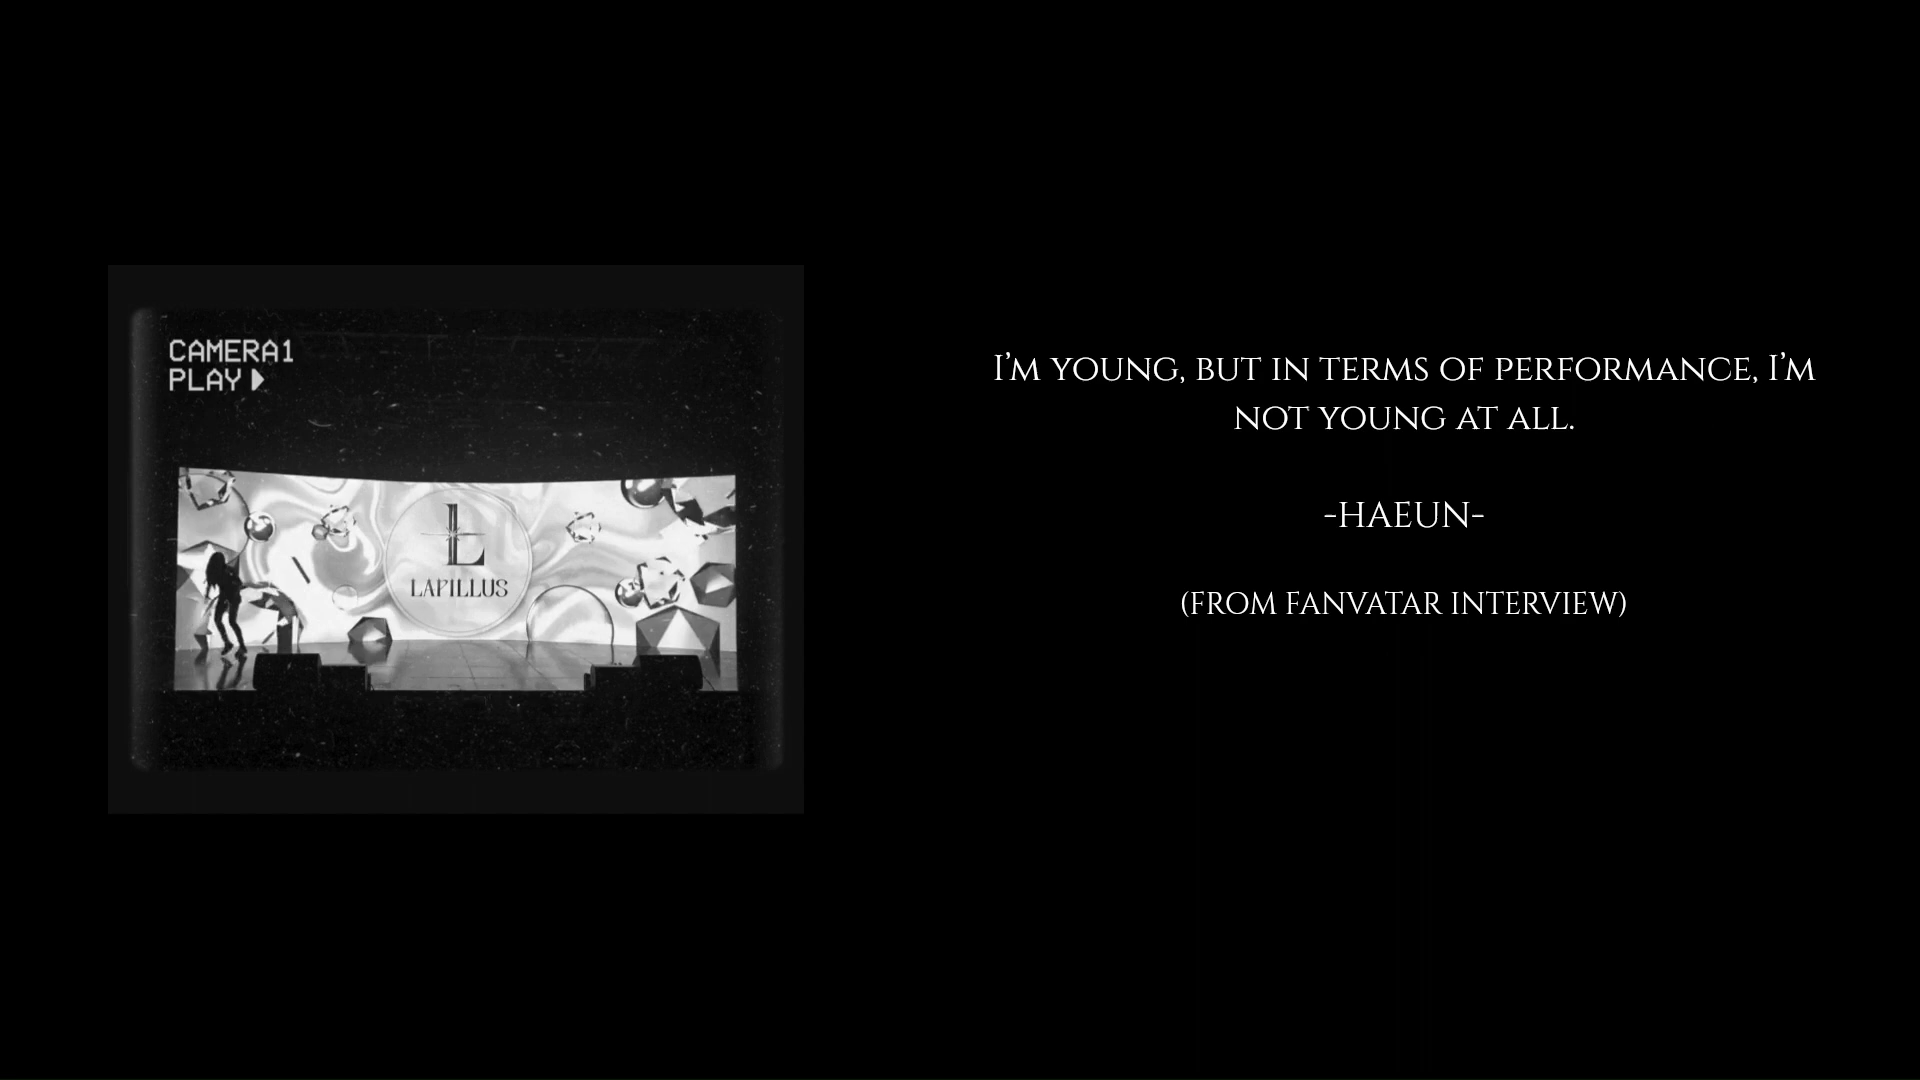 CAMERA1
PLAY
L
LAPILLUS
I'M YOUNG, BUT IN TERMS OF PERFORMANCE, I'M
NOT YOUNG AT ALL.
-HAEUN-
(FROM FANVATAR INTERVIEW)